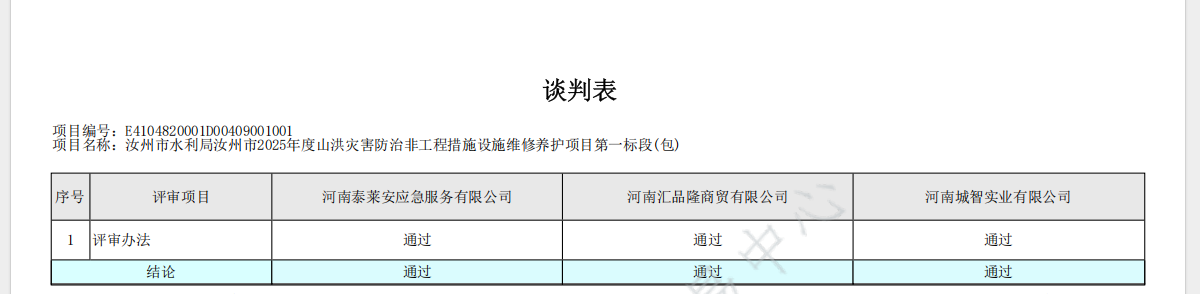 谈判表
项目编号：E4104820001D00409001001
项目名称：汝州市水利局汝州市2025年度山洪灾害防治非工程措施设施维修养护项目第一标段(包)
序号 评审项目 河南泰莱安应急服务有限公司 河南汇品隆商贸有限公司 河南城智实业有限公司
1 评审办法 通过 通过 通过
结论 通过 通过 通过
中心